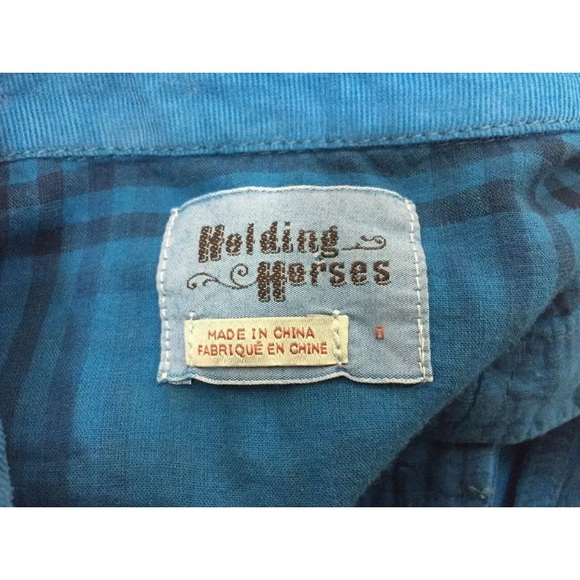 Holding
Horses
MADE IN CHINA
FABRIQUÉ EN CHINE